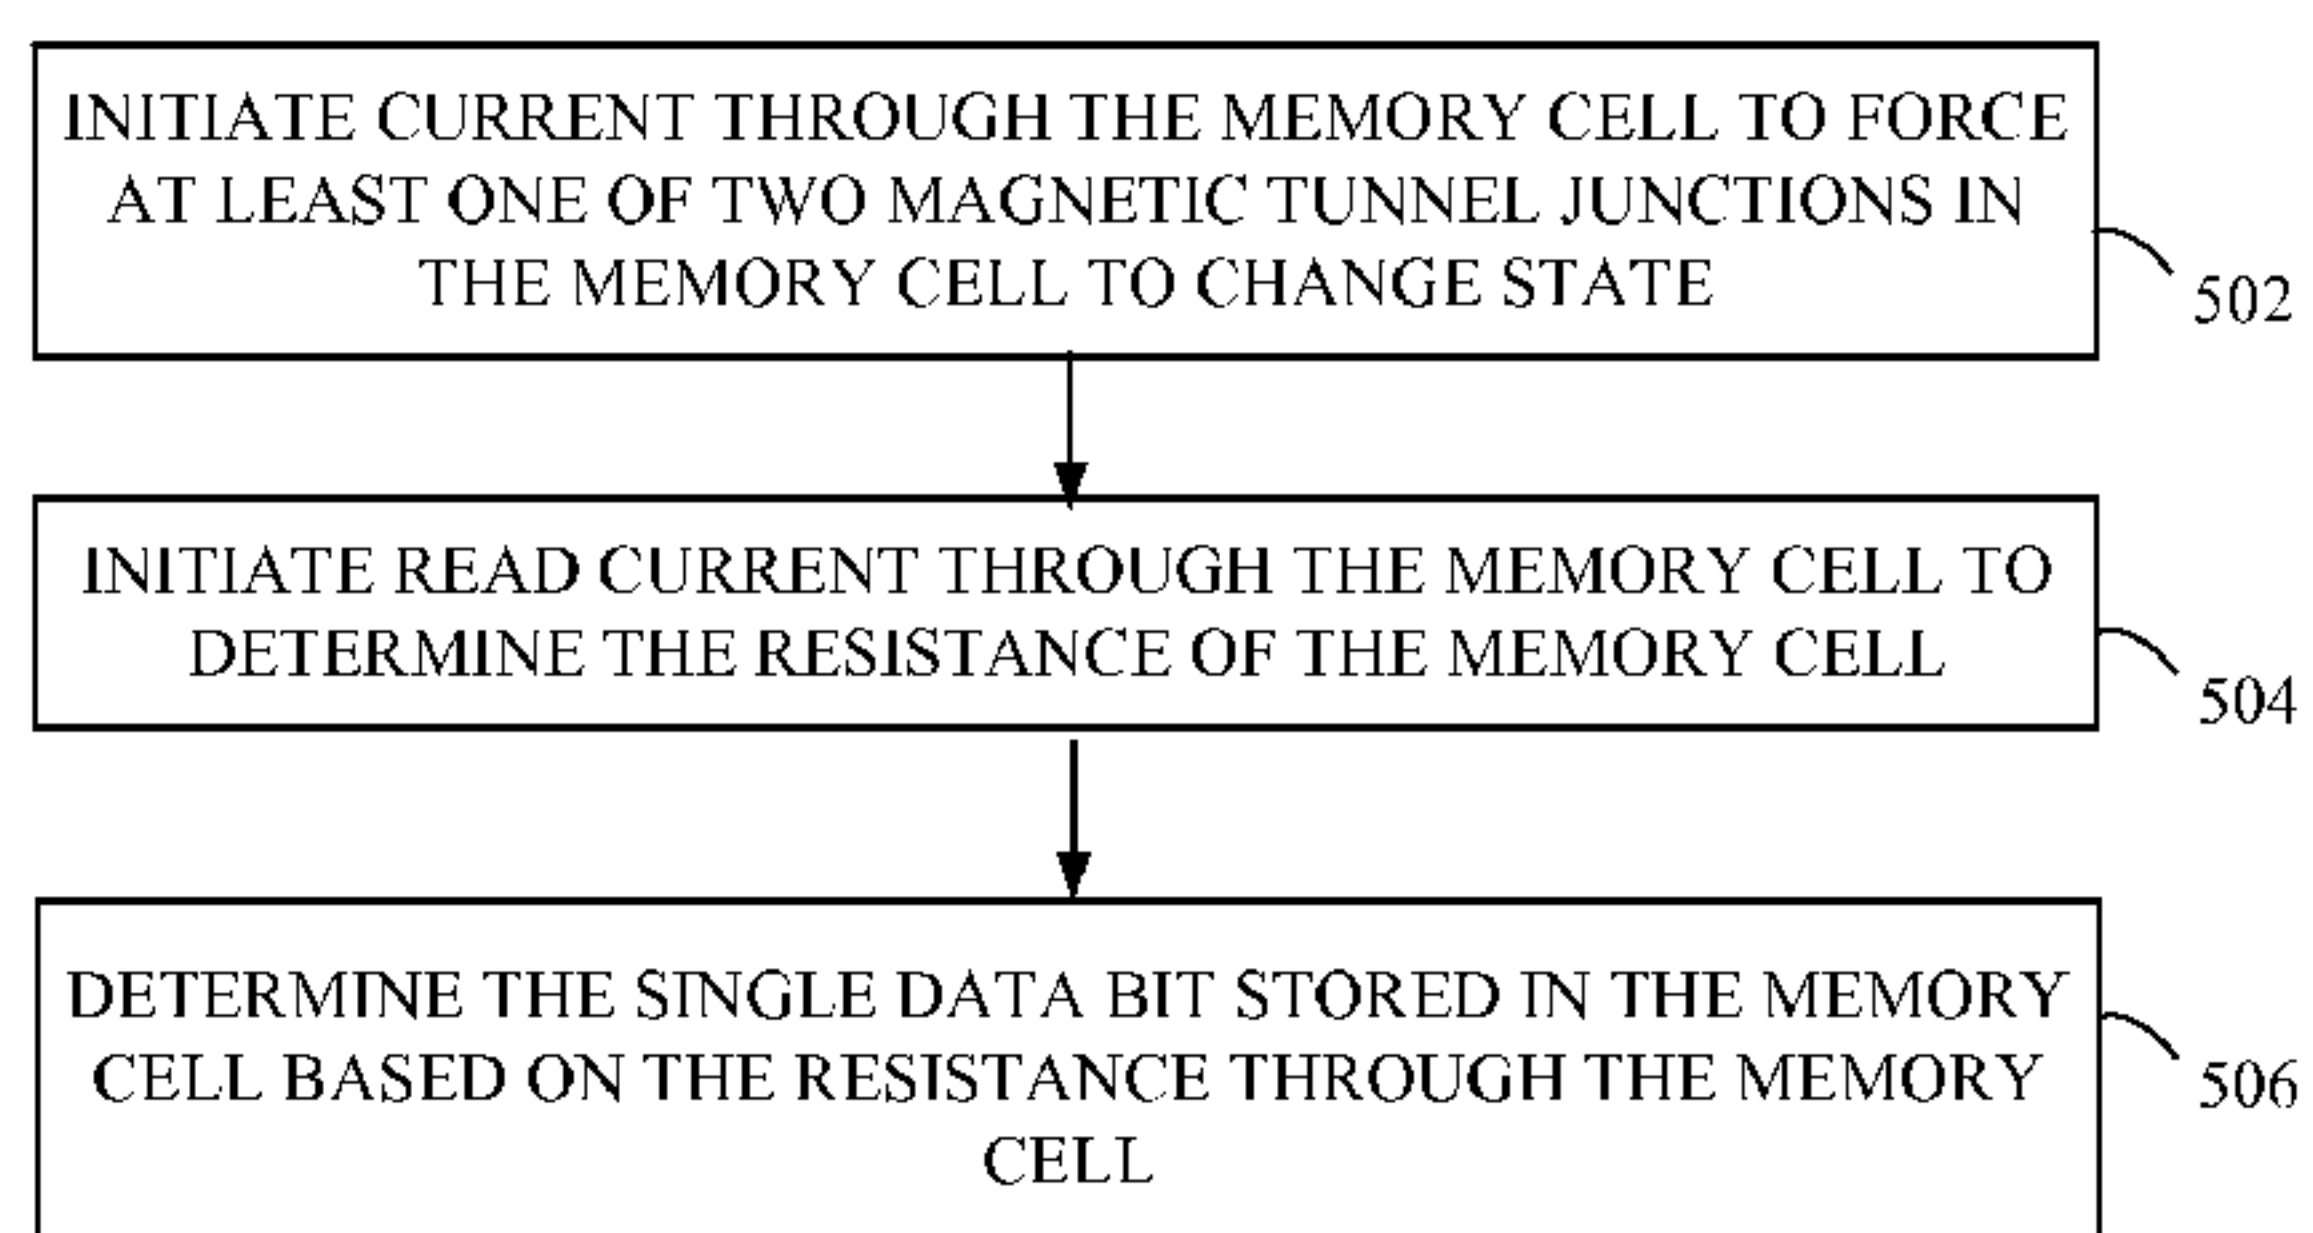 INITIATE CURRENT THROUGH THE MEMORY CELL TO FORCE
AT LEAST ONE OF TWO MAGNETIC TUNNEL JUNCTIONS IN
THE MEMORY CELL TO CHANGE STATE
502
INITIATE READ CURRENT THROUGH THE MEMORY CELL TO
DETERMINE THE RESISTANCE OF THE MEMORY CELL
504
DETERMINE THE SINGLE DATA BIT STORED IN THE MEMORY
CELL BASED ON THE RESISTANCE THROUGH THE MEMORY
CELL
506